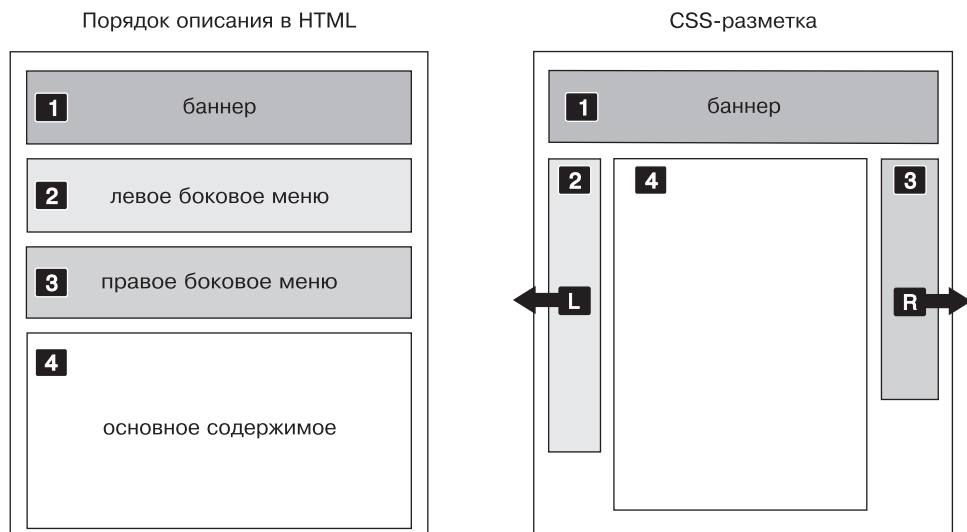 Порядок описания в HTML
1 баннер
2 левое боковое меню
3 правое боковое меню
4
основное содержимое
CSS-разметка
1 баннер
2 4 3
L R